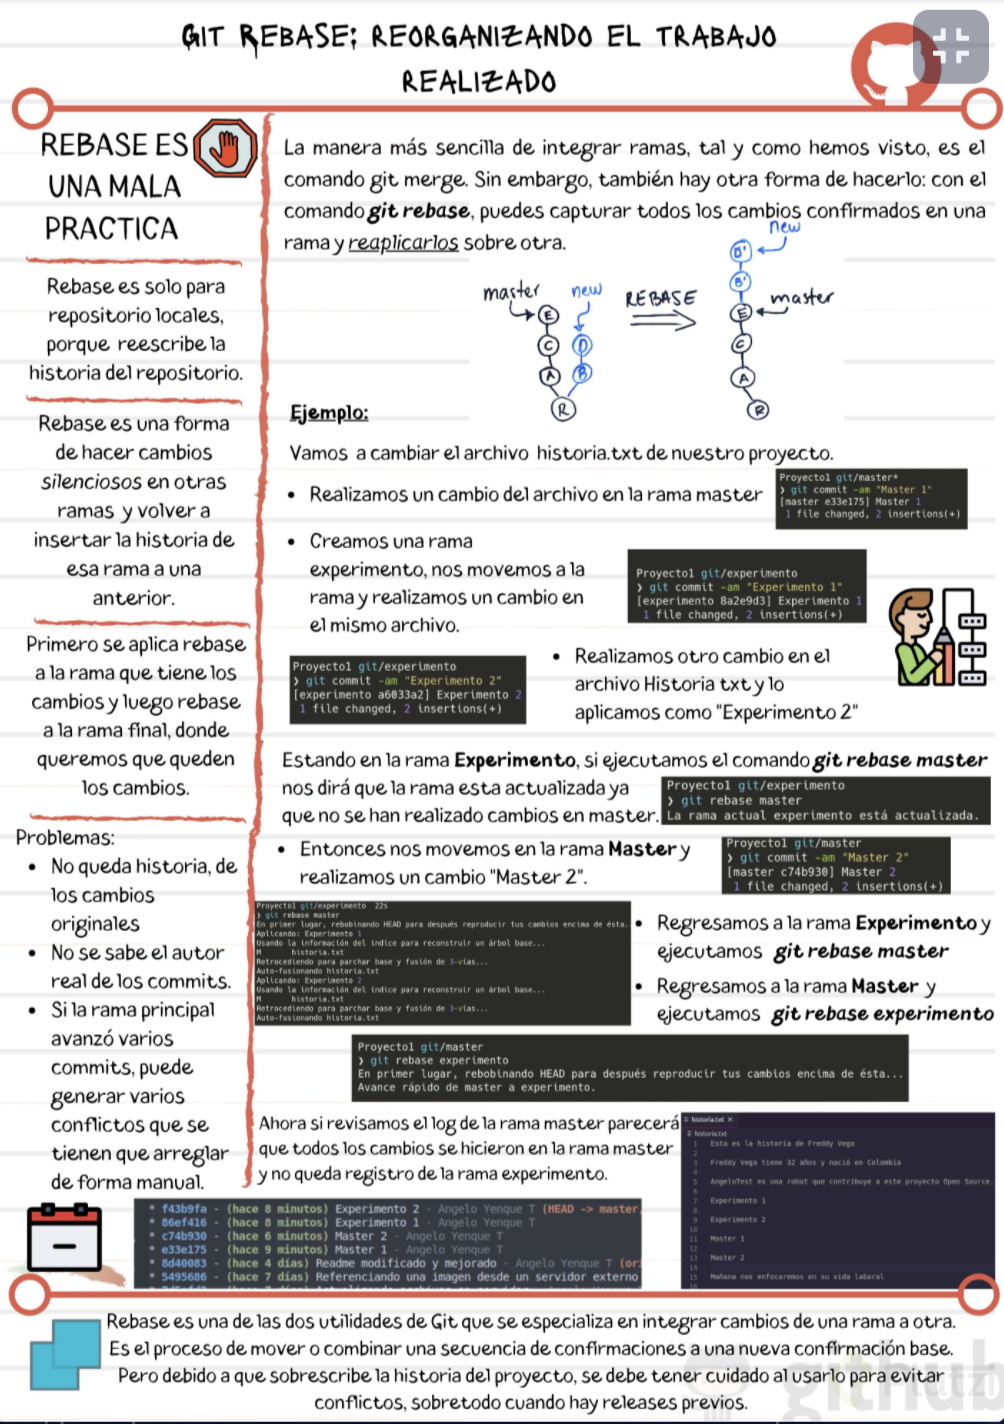 GIT REBASE: REORGANIZANDO EL TRABAJO
REALIZADO
REBASE ES
UNA MALA
PRACTICA
Rebase es solo para
repositorio locales,
porque reescribe la
historia del repositorio.
Rebase es una forma
de hacer cambios
silenciosos en otras
ramas y volver a
insertar la historia de
esa rama a una
anterior.
Primero se aplica rebase
a la rama que tiene los
cambios y luego rebase
a la rama final, donde
queremos que queden
los cambios.
Problemas:
• No queda historia, de
los cambios
originales
• No se sabe el autor
real de los commits.
• Si la rama principal
avanzó varios
commits, puede
generar varios
conflictos que se
tienen que arreglar
de forma manual.
La manera más sencilla de integrar ramas, tal y como hemos visto, es el
comando git merge. Sin embargo, también hay otra forma de hacerlo: con el
comando git rebase, puedes capturar todos los cambios confirmados en una
rama y reaplicarlos sobre otra.
master
new
E
C
A
D
B
R
REBASE
new
D'
B'
E
master
C
A
R
Ejemplo:
Vamos a cambiar el archivo historia.txt de nuestro proyecto.
• Realizamos un cambio del archivo en la rama master
Proyecto1 git/master*
❯ git commit -am "Master 1"
[master e33e175] Master 1
1 file changed, 2 insertions(+)
• Creamos una rama
experimento, nos movemos a la
rama y realizamos un cambio en
el mismo archivo.
Proyecto1 git/experimento
❯ git commit -am "Experimento 1"
[experimento 8a2e9d3] Experimento 1
1 file changed, 2 insertions(+)
Proyecto1 git/experimento
❯ git commit -am "Experimento 2"
[experimento a6033a2] Experimento 2
1 file changed, 2 insertions(+)
• Realizamos otro cambio en el
archivo Historia txt y lo
aplicamos como "Experimento 2"
Estando en la rama Experimento, si ejecutamos el comando git rebase master
nos dirá que la rama esta actualizada ya
que no se han realizado cambios en master.
Proyecto1 git/experimento
❯ git rebase master
La rama actual experimento está actualizada.
• Entonces nos movemos en la rama Master y
realizamos un cambio "Master 2".
Proyecto1 git/master
❯ git commit -am "Master 2"
[master c74b930] Master 2
1 file changed, 2 insertions(+)
Proyecto1 git/experimento 22s
❯ git rebase master
En primer lugar, rebobinando HEAD para después reproducir tus cambios encima de ésta...
Aplicando: Experimento 1
Usando la información del índice para reconstruir un árbol base...
M historia.txt
Retrocediendo para parchar base y fusión de 3-vías...
Auto-fusionando historia.txt
Aplicando: Experimento 2
Usando la información del índice para reconstruir un árbol base...
M historia.txt
Retrocediendo para parchar base y fusión de 3-vías...
Auto-fusionando historia.txt
• Regresamos a la rama Experimento y
ejecutamos git rebase master
• Regresamos a la rama Master y
ejecutamos git rebase experimento
Proyecto1 git/master
❯ git rebase experimento
En primer lugar, rebobinando HEAD para después reproducir tus cambios encima de ésta...
Avance rápido de master a experimento.
Ahora si revisamos el log de la rama master parecerá
que todos los cambios se hicieron en la rama master
y no queda registro de la rama experimento.
historia.txt ×
historia.txt
1 Esta es la historia de Freddy Vega
2
3 Freddy Vega tiene 32 años y nació en Colombia
4
5 AngeloTest es una robot que contribuye a este proyecto Open Source.
6
7 Experimento 1
8
9 Experimento 2
10
11 Master 1
12
13 Master 2
14
15 Mañana nos enfocaremos en su vida laboral
16
* f43b9fa - (hace 8 minutos) Experimento 2 - Angelo Yenque T (HEAD -> master,
* 86ef416 - (hace 8 minutos) Experimento 1 - Angelo Yenque T
* c74b930 - (hace 6 minutos) Master 2 - Angelo Yenque T
* e33e175 - (hace 9 minutos) Master 1 - Angelo Yenque T
* 8d40083 - (hace 4 días) Readme modificado y mejorado - Angelo Yenque T (or
* 5495686 - (hace 7 días) Referenciando una imagen desde un servidor externo
Rebase es una de las dos utilidades de Git que se especializa en integrar cambios de una rama a otra.
Es el proceso de mover o combinar una secuencia de confirmaciones a una nueva confirmación base.
Pero debido a que sobrescribe la historia del proyecto, se debe tener cuidado al usarlo para evitar
conflictos, sobretodo cuando hay releases previos.
github